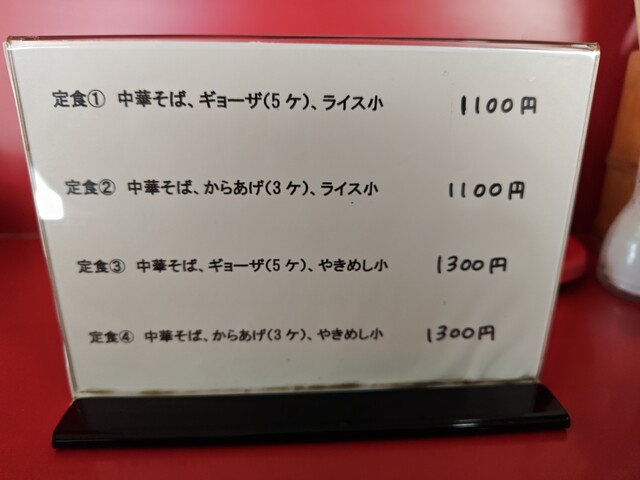 定食① 中華そば、ギョーザ(5ケ)、ライス小 1100円
定食② 中華そば、からあげ(3ケ)、ライス小 1100円
定食③ 中華そば、ギョーザ(5ケ)、やきめし小 1300円
定食④ 中華そば、からあげ(3ケ)、やきめし小 1300円